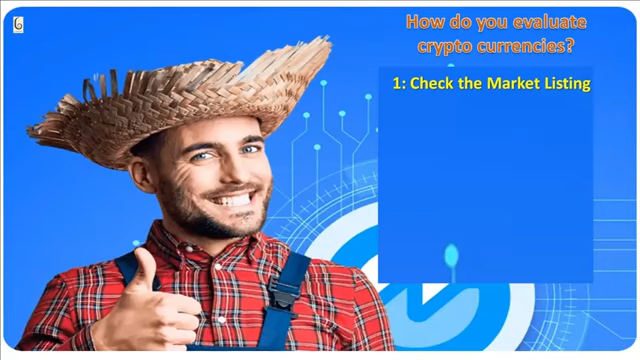 How do you evaluate
crypto currencies?
1: Check the Market Listing